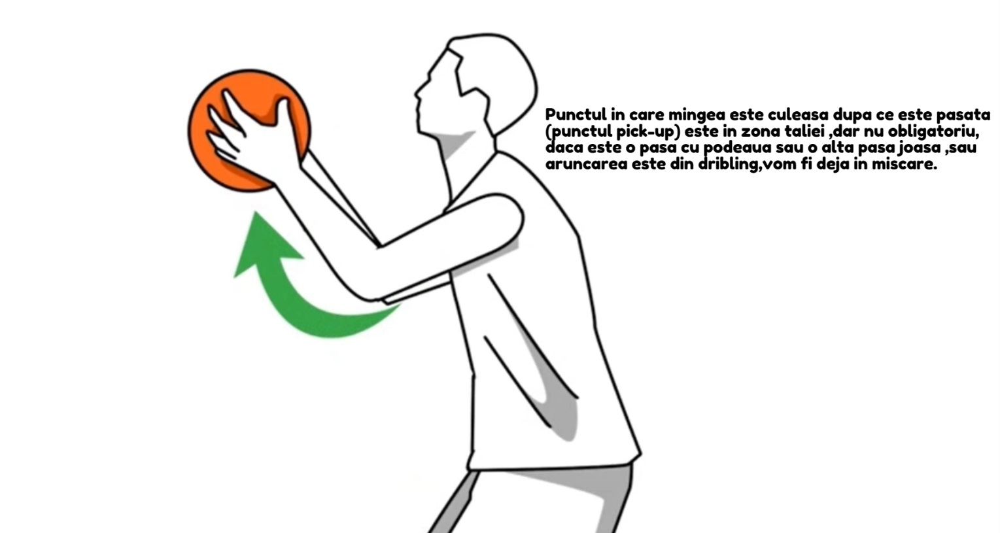 Punctul in care mingea este culeasa dupa ce este pasata
(punctul pick-up) este in zona taliei ,dar nu obligatoriu,
daca este o pasa cu podeaua sau o alta pasa joasa ,sau
aruncarea este din dribling,vom fi deja in miscare.